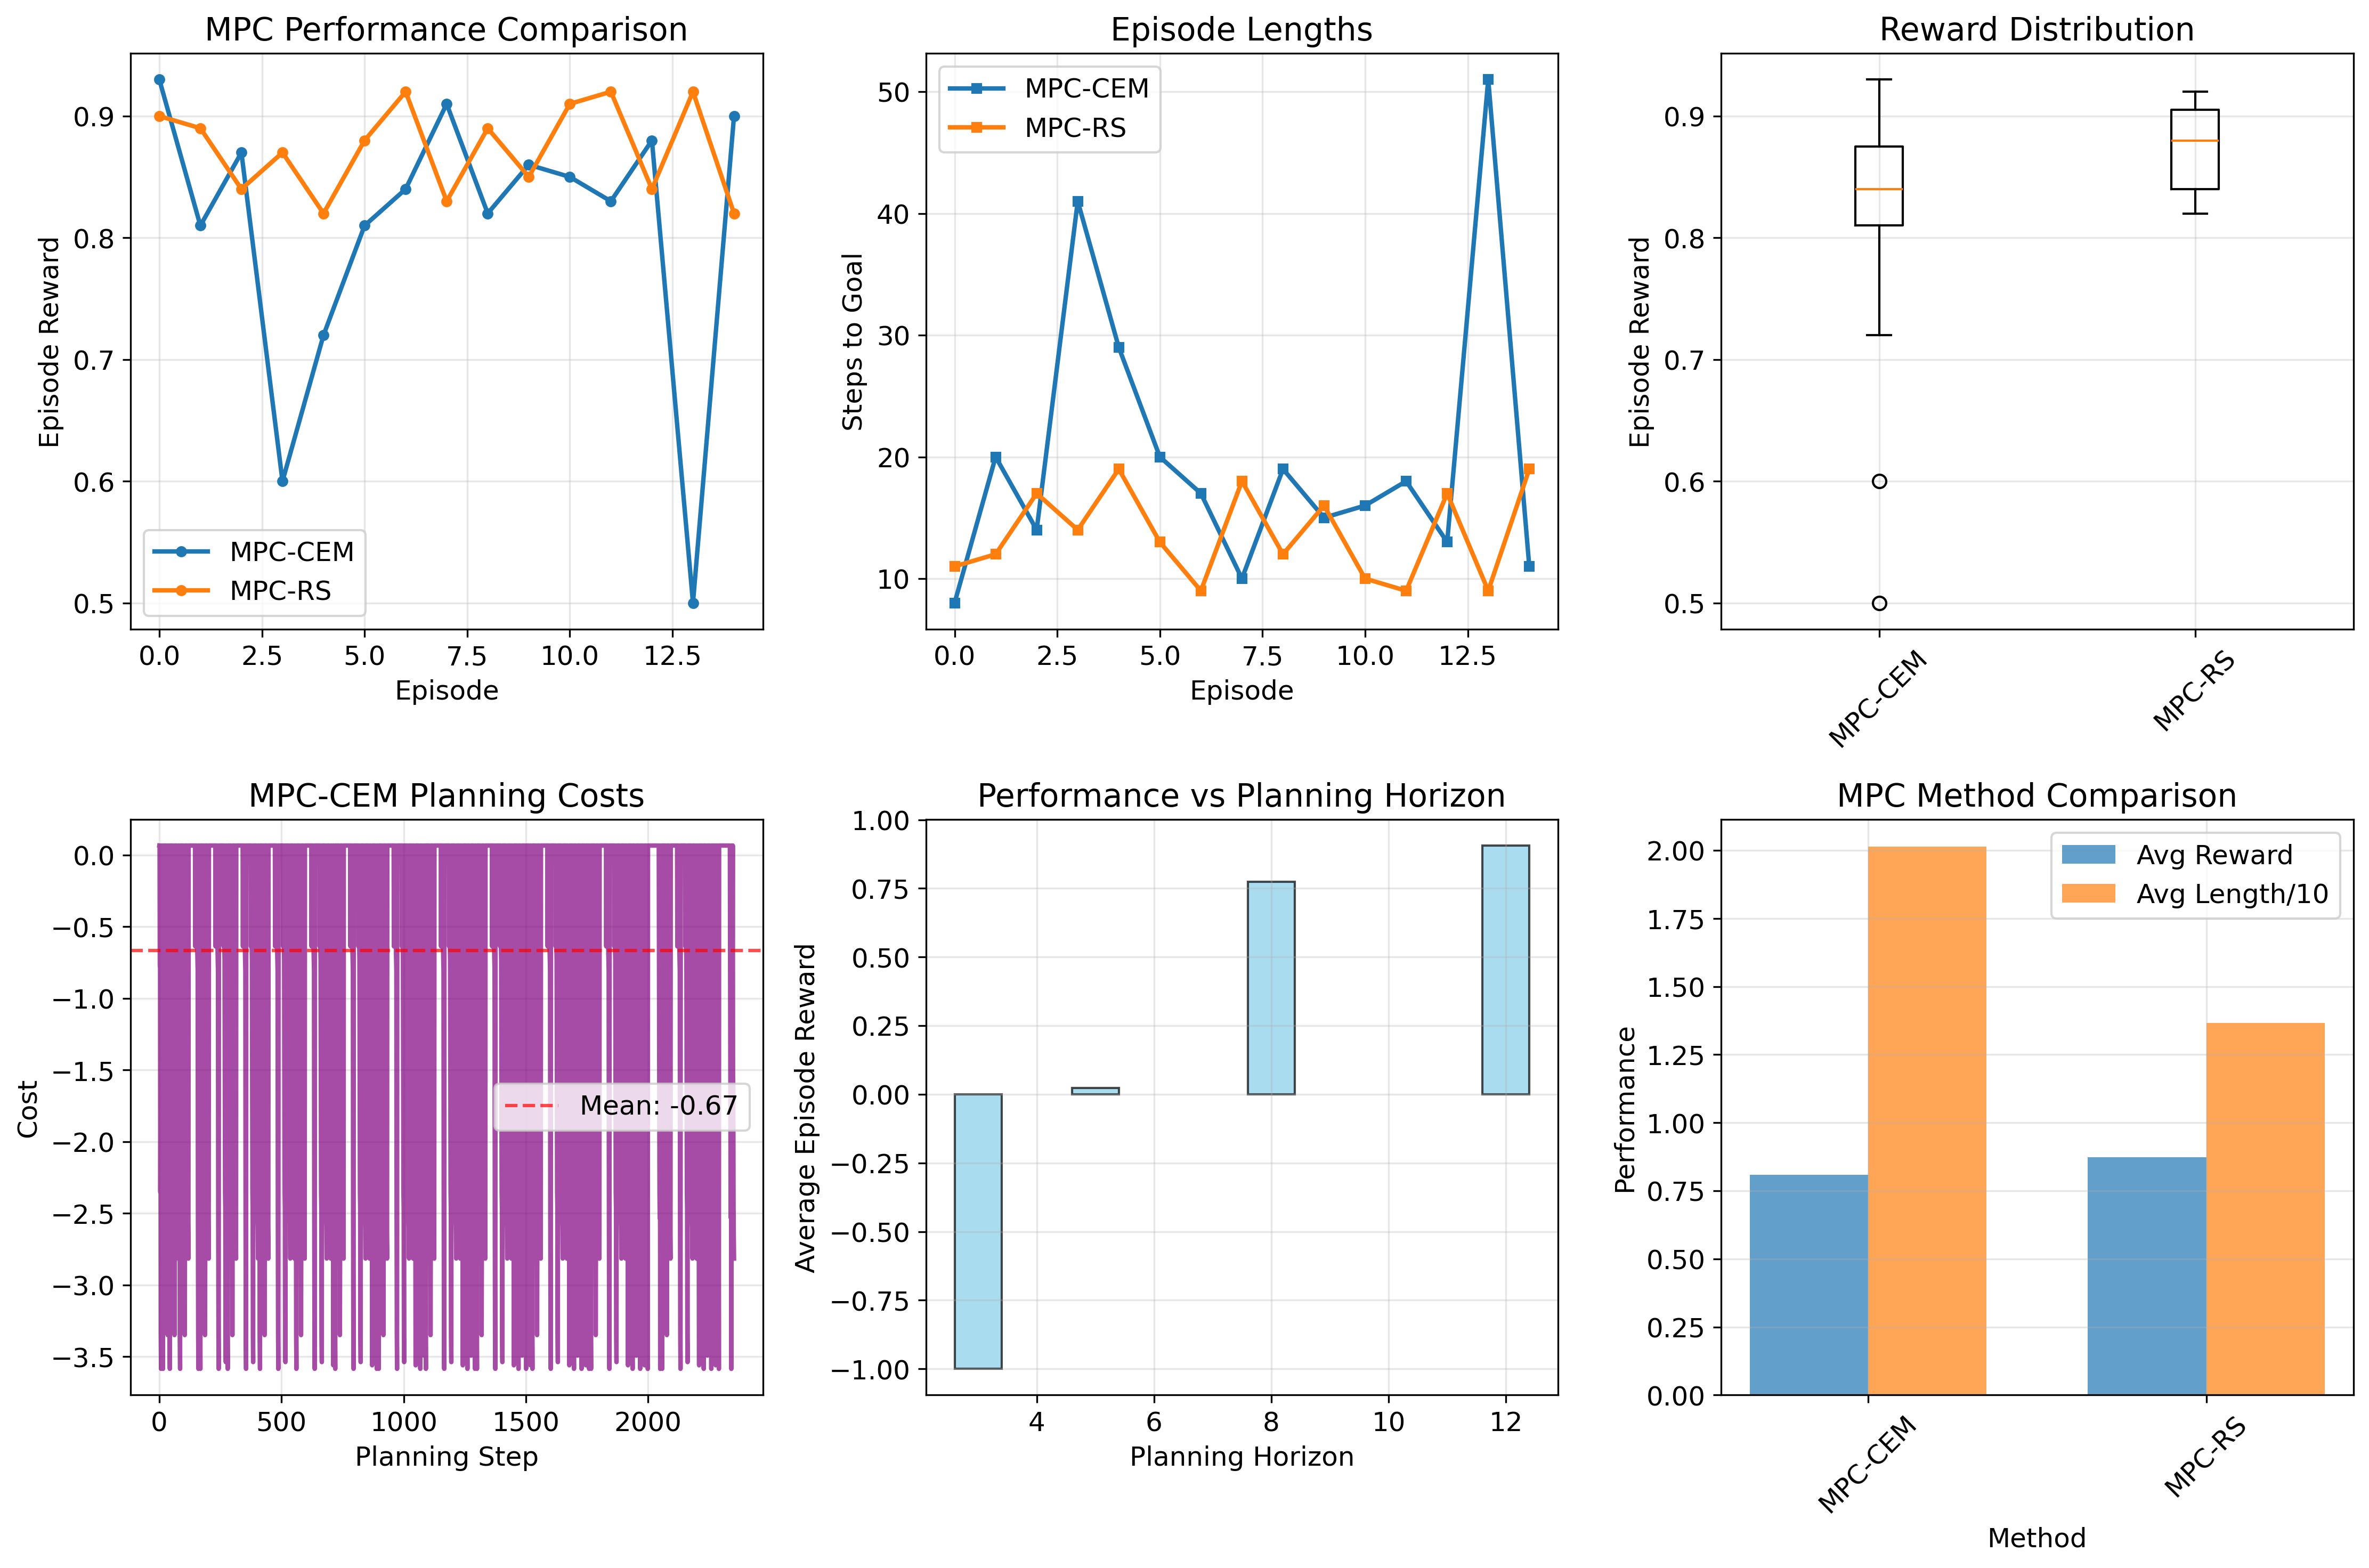 MPC Performance Comparison
Episode Reward
0.9
0.8
0.7
0.6
0.5
MPC-CEM
MPC-RS
0.0 2.5 5.0 7.5 10.0 12.5
Episode
Episode Lengths
Steps to Goal
50
40
30
20
10
MPC-CEM
MPC-RS
0.0 2.5 5.0 7.5 10.0 12.5
Episode
Reward Distribution
Episode Reward
0.9
0.8
0.7
0.6
0.5
MPC-CEM
MPC-RS
MPC-CEM Planning Costs
Cost
0.0
−0.5
−1.0
−1.5
−2.0
−2.5
−3.0
−3.5
Mean: -0.67
0 500 1000 1500 2000
Planning Step
Performance vs Planning Horizon
Average Episode Reward
1.00
0.75
0.50
0.25
0.00
−0.25
−0.50
−0.75
−1.00
4 6 8 10 12
Planning Horizon
MPC Method Comparison
Performance
2.00
1.75
1.50
1.25
1.00
0.75
0.50
0.25
0.00
Avg Reward
Avg Length/10
MPC-CEM
MPC-RS
Method